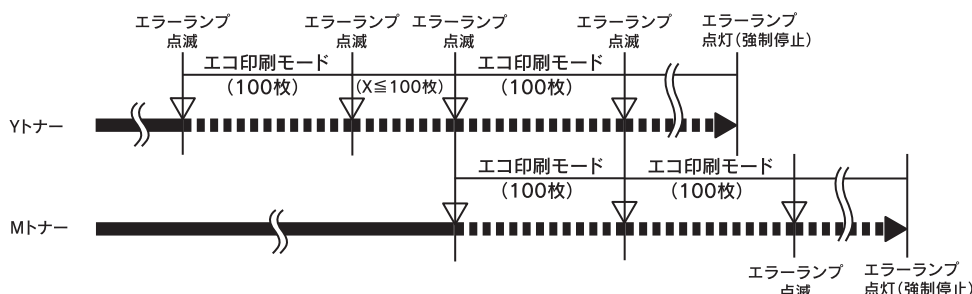 エラーランプ
点滅
エラーランプ
点滅
エラーランプ
点滅
エラーランプ
点滅
エラーランプ
点灯(強制停止)
エコ印刷モード
(100枚)
(X≦100枚)
エコ印刷モード
(100枚)
Yトナー
エコ印刷モード
(100枚)
エコ印刷モード
(100枚)
Mトナー
エラーランプ
点滅
エラーランプ
点灯(強制停止)